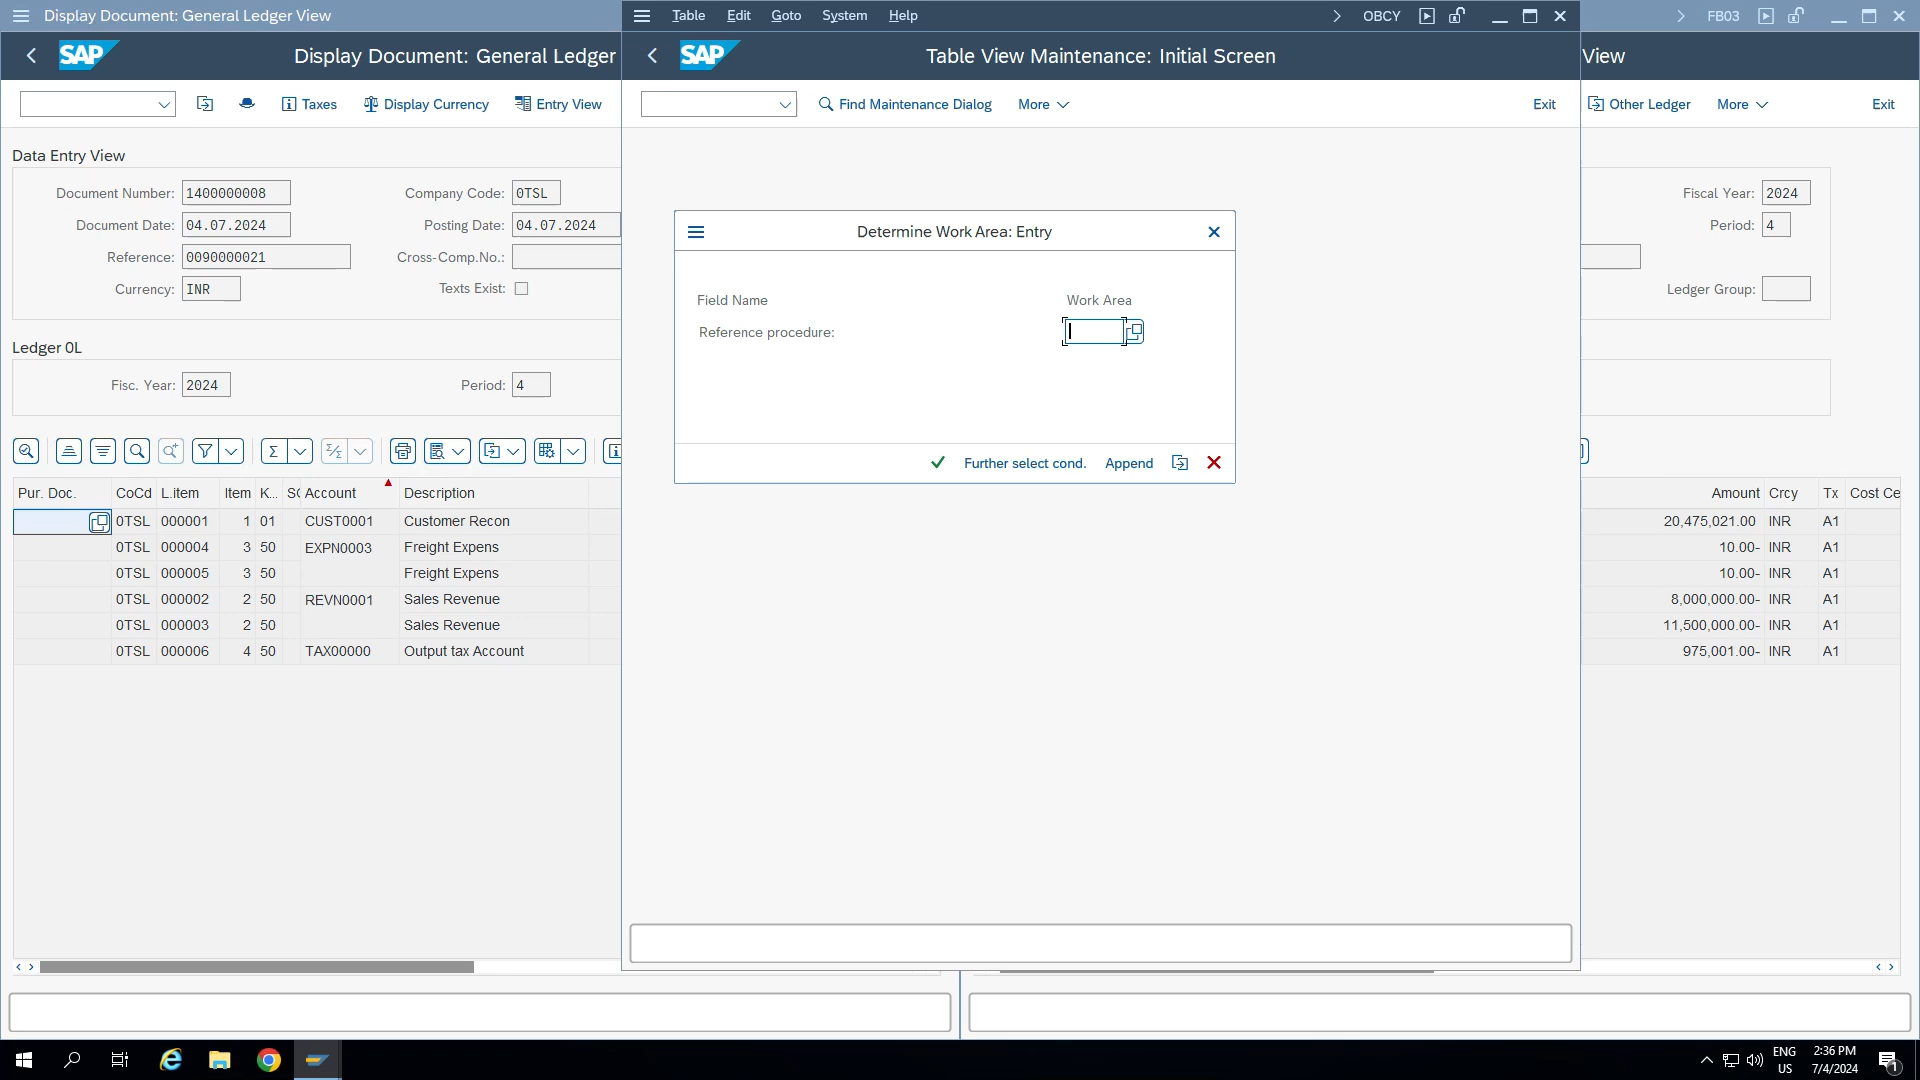 Display Document: General Ledger View
Table Edit Goto System Help
OBCY
FB03
SAP
Display Document: General Ledger
SAP
Table View Maintenance: Initial Screen
View
Taxes
Display Currency
Entry View
Find Maintenance Dialog
More
Exit
Other Ledger
More
Exit
Data Entry View
Document Number: 1400000008
Company Code: 0TSL
Fiscal Year: 2024
Document Date: 04.07.2024
Posting Date: 04.07.2024
Period: 4
Reference: 0090000021
Cross-Comp.No.:
Currency: INR
Texts Exist:
Ledger Group:
Determine Work Area: Entry
Field Name
Work Area
Reference procedure:
Further select cond.
Append
Ledger 0L
Fisc. Year: 2024
Period: 4
Pur. Doc. CoCd L.item Item K.. SC Account Description Amount Crcy Tx Cost Ce
0TSL 000001 1 01 CUST0001 Customer Recon 20,475,021.00 INR A1
0TSL 000004 3 50 EXPN0003 Freight Expens 10.00- INR A1
0TSL 000005 3 50 Freight Expens 10.00- INR A1
0TSL 000002 2 50 REVN0001 Sales Revenue 8,000,000.00- INR A1
0TSL 000003 2 50 Sales Revenue 11,500,000.00- INR A1
0TSL 000006 4 50 TAX00000 Output tax Account 975,001.00- INR A1
ENG
US
2:36 PM
7/4/2024
1